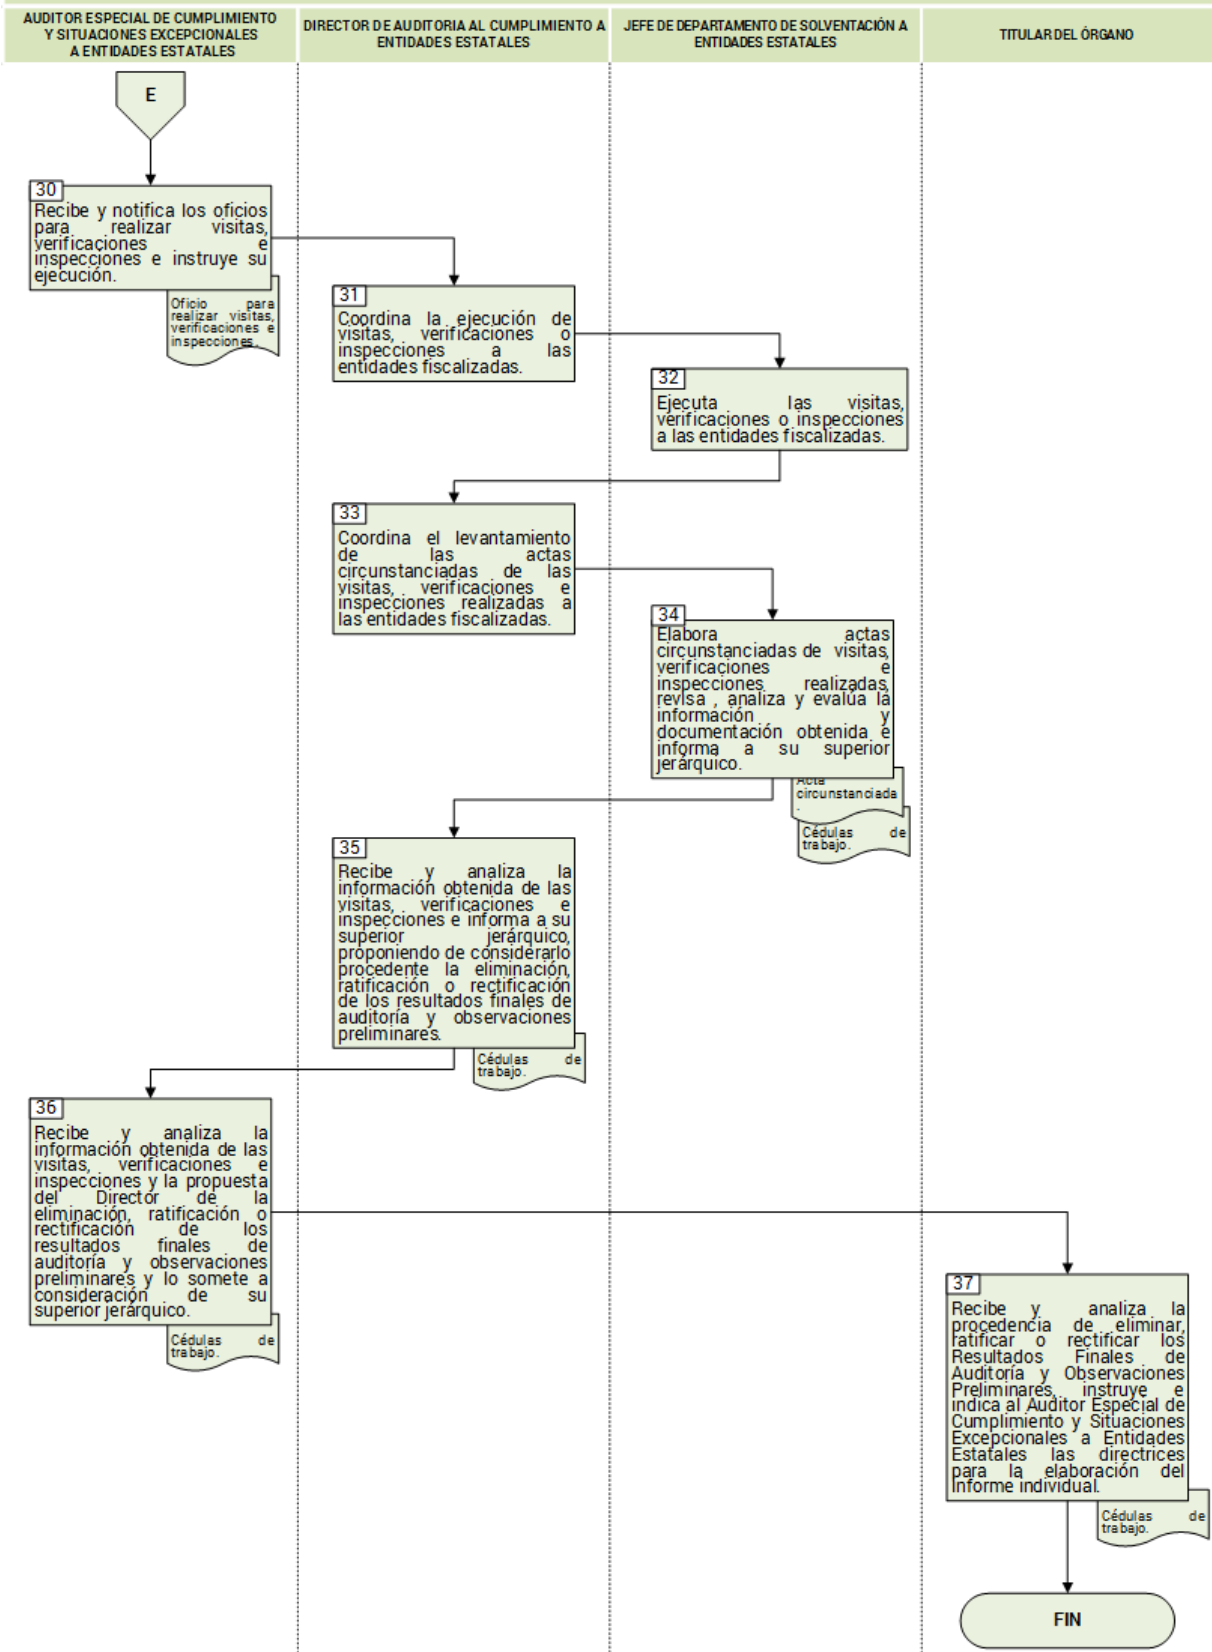 AUDITOR ESPECIAL DE CUMPLIMIENTO
Y SITUACIONES EXCEPCIONALES
A ENTIDADES ESTATALES
DIRECTOR DE AUDITORIA AL CUMPLIMIENTO A
ENTIDADES ESTATALES
JEFE DE DEPARTAMENTO DE SOLVENTACIÓN A
ENTIDADES ESTATALES
TITULAR DEL ÓRGANO
E
30
Recibe y notifica los oficios
para realizar visitas,
verificaciones e
inspecciones e instruye su
ejecución.
Oficio para
realizar visitas,
verificaciones e
inspecciones.
31
Coordina la ejecución de
visitas, verificaciones o
inspecciones a las
entidades fiscalizadas.
32
Ejecuta las visitas,
verificaciones o inspecciones
a las entidades fiscalizadas.
33
Coordina el levantamiento
de las actas
circunstanciadas de las
visitas, verificaciones e
inspecciones realizadas a
las entidades fiscalizadas.
34
Elabora actas
circunstanciadas de visitas,
verificaciones e
inspecciones realizadas,
revisa , analiza y evalúa la
información y
documentación obtenida e
informa a su superior
jerárquico.
Acta
circunstanciada
.
Cédulas de
trabajo.
35
Recibe y analiza la
información obtenida de las
visitas, verificaciones e
inspecciones e informa a su
superior jerárquico,
proponiendo de considerarlo
procedente la eliminación,
ratificación o rectificación
de los resultados finales de
auditoría y observaciones
preliminares.
Cédulas de
trabajo.
36
Recibe y analiza la
información obtenida de las
visitas, verificaciones e
inspecciones y la propuesta
del Director de la
eliminación, ratificación o
rectificación de los
resultados finales de
auditoría y observaciones
preliminares y lo somete a
consideración de su
superior jerárquico.
Cédulas de
trabajo.
37
Recibe y analiza la
procedencia de eliminar,
ratificar o rectificar los
Resultados Finales de
Auditoría y Observaciones
Preliminares, instruye e
indica al Auditor Especial de
Cumplimiento y Situaciones
Excepcionales a Entidades
Estatales las directrices
para la elaboración del
Informe individual.
Cédulas de
trabajo.
FIN